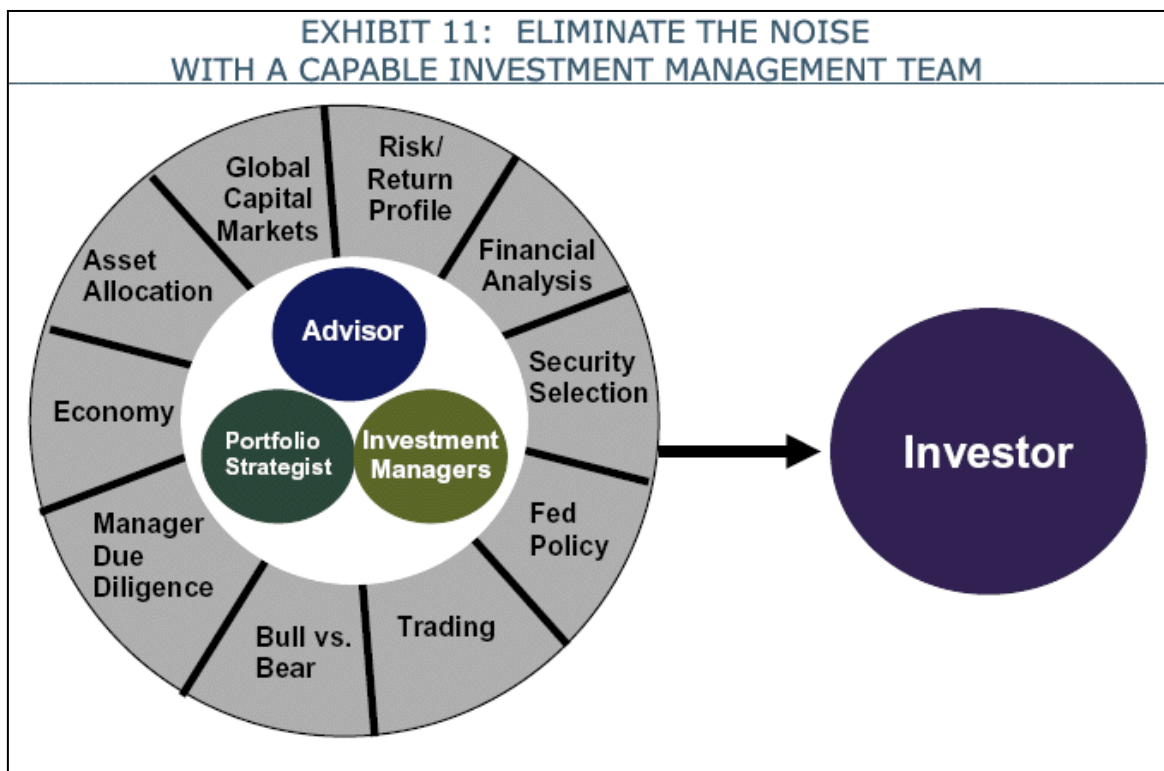 EXHIBIT 11: ELIMINATE THE NOISE
WITH A CAPABLE INVESTMENT MANAGEMENT TEAM
Global
Capital
Markets
Risk/
Return
Profile
Financial
Analysis
Security
Selection
Fed
Policy
Trading
Bull vs.
Bear
Manager
Due
Diligence
Economy
Asset
Allocation
Advisor
Portfolio
Strategist
Investment
Managers
Investor